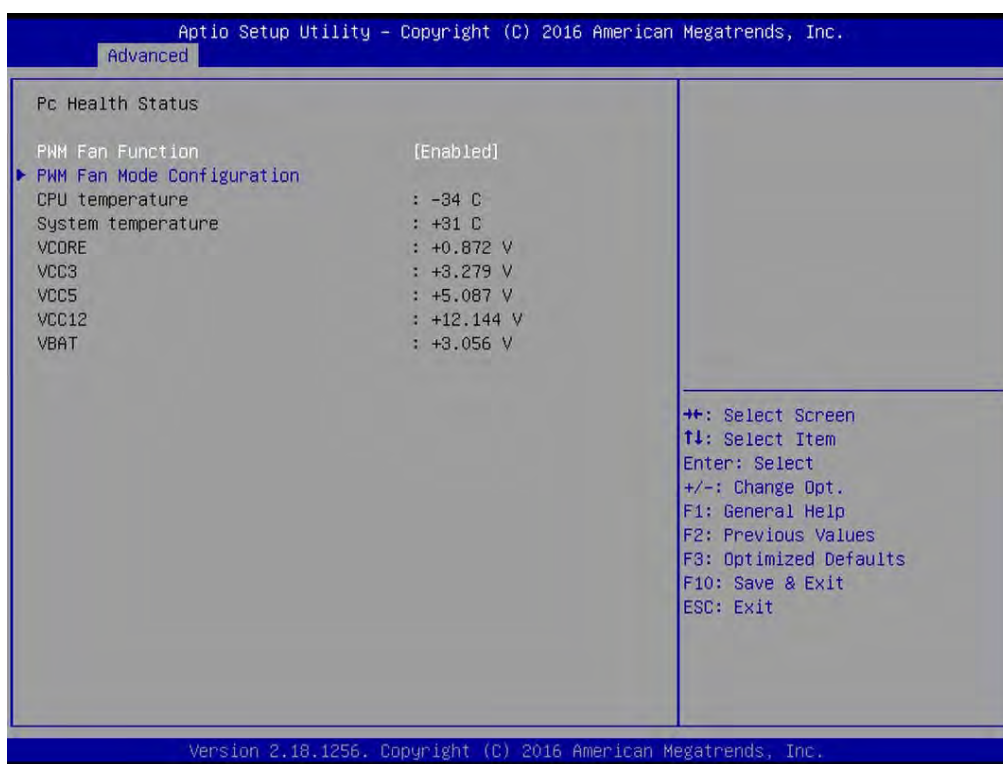 Aptio Setup Utility – Copyright (C) 2016 American Megatrends, Inc.
Advanced
Pc Health Status
PWM Fan Function [Enabled]
▶ PWM Fan Mode Configuration
CPU temperature : -34 C
System temperature : +31 C
VCORE : +0.872 V
VCC3 : +3.279 V
VCC5 : +5.087 V
VCC12 : +12.144 V
VBAT : +3.056 V
→←: Select Screen
↑↓: Select Item
Enter: Select
+/-: Change Opt.
F1: General Help
F2: Previous Values
F3: Optimized Defaults
F10: Save & Exit
ESC: Exit
Version 2.18.1256. Copyright (C) 2016 American Megatrends, Inc.